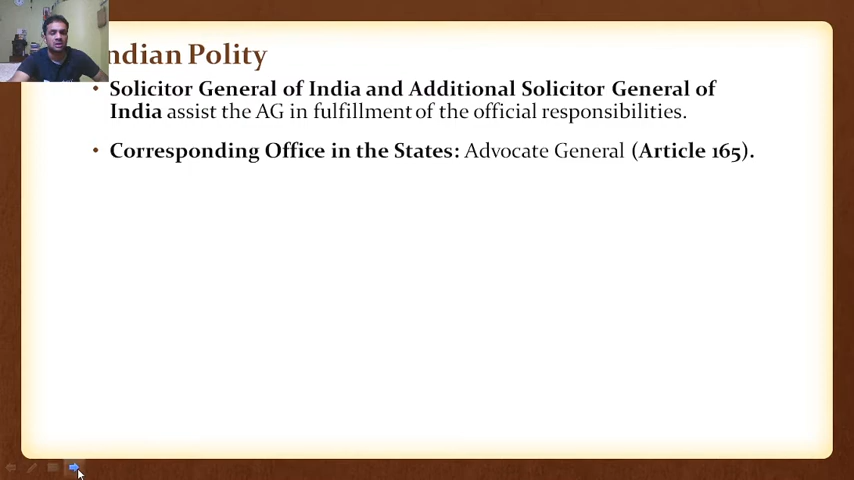 ndian Polity
• Solicitor General of India and Additional Solicitor General of
India assist the AG in fulfillment of the official responsibilities.
• Corresponding Office in the States: Advocate General (Article 165).